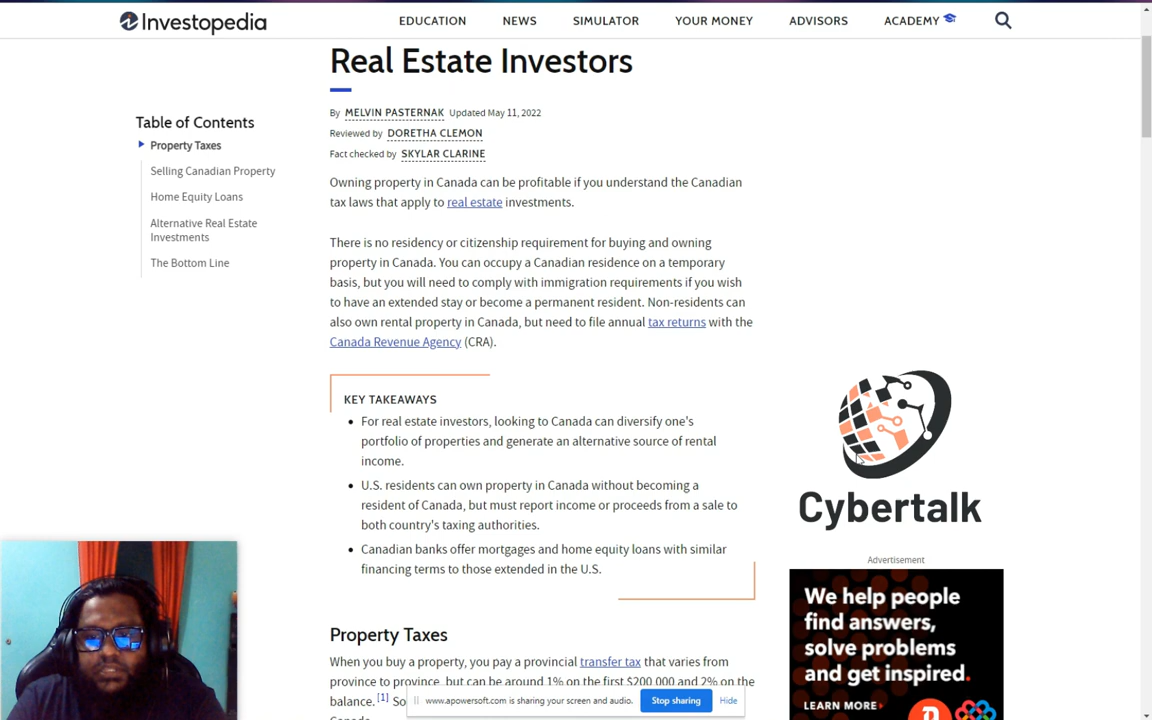 Investopedia
EDUCATION NEWS SIMULATOR YOUR MONEY ADVISORS ACADEMY
Real Estate Investors
By MELVIN PASTERNAK Updated May 11, 2022
Reviewed by DORETHA CLEMON
Fact checked by SKYLAR CLARINE
Table of Contents
Property Taxes
Selling Canadian Property
Home Equity Loans
Alternative Real Estate
Investments
The Bottom Line
Owning property in Canada can be profitable if you understand the Canadian
tax laws that apply to real estate investments.
There is no residency or citizenship requirement for buying and owning
property in Canada. You can occupy a Canadian residence on a temporary
basis, but you will need to comply with immigration requirements if you wish
to have an extended stay or become a permanent resident. Non-residents can
also own rental property in Canada, but need to file annual tax returns with the
Canada Revenue Agency (CRA).
KEY TAKEAWAYS
For real estate investors, looking to Canada can diversify one's
portfolio of properties and generate an alternative source of rental
income.
U.S. residents can own property in Canada without becoming a
resident of Canada, but must report income or proceeds from a sale to
both country's taxing authorities.
Canadian banks offer mortgages and home equity loans with similar
financing terms to those extended in the U.S.
Property Taxes
When you buy a property, you pay a provincial transfer tax that varies from
province to province, but can be around 1% on the first $200,000 and 2% on the
balance. [1] So
Cybertalk
Advertisement
We help people
find answers,
solve problems
and get inspired.
LEARN MORE
www.apowersoft.com is sharing your screen and audio. Stop sharing Hide